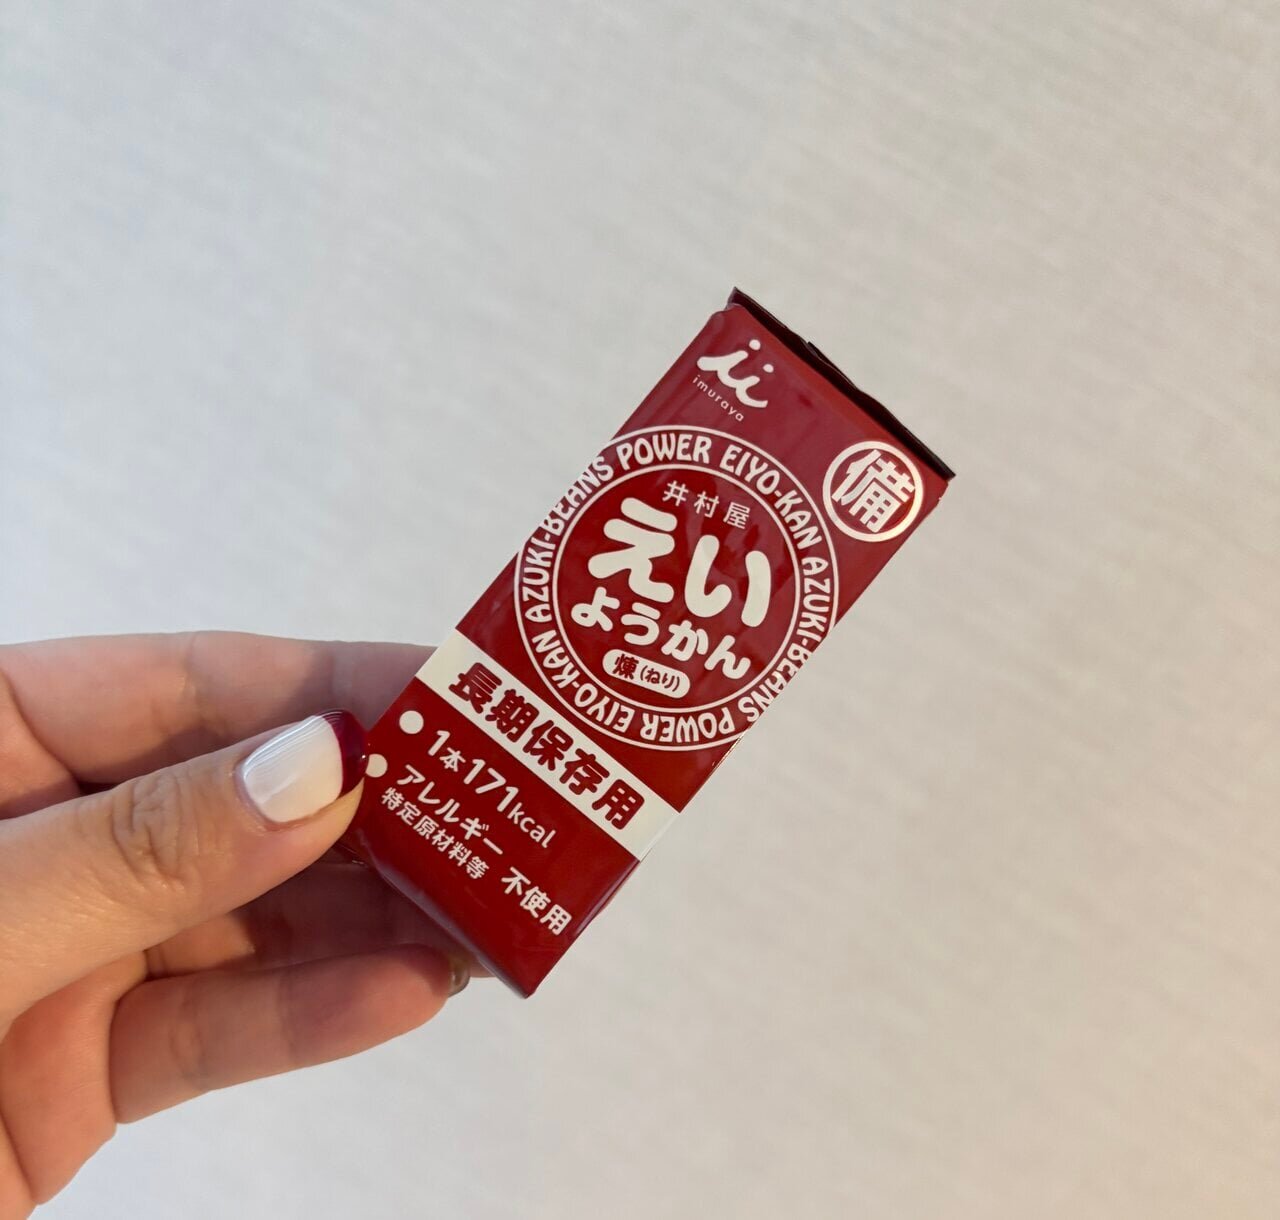 imuraya
備
AZUKI-BEANS POWER EIYO-KAN AZUKI-BEANS POWER EIYO-KAN
井村屋
えい
ようかん
煉(ねり)
長期保存用
1本171kcal
アレルギー
特定原材料等 不使用